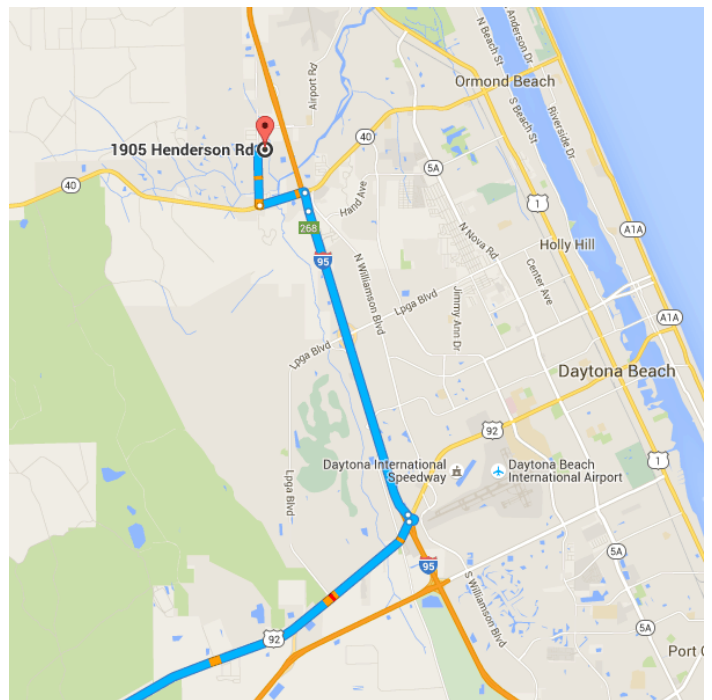 N Beach St
Anderson Dr
Airport Rd
Ormond Beach
S Beach St
Riverside Dr
1905 Henderson Rd
40
5A
40
Hand Ave
1
A1A
268
N Nova Rd
Holly Hill
95
N Williamson Blvd
Center Ave
Lpga Blvd
Jimmy Ann Dr
A1A
Lpga Blvd
Daytona Beach
92
Daytona International
Speedway
Daytona Beach
International Airport
1
Lpga Blvd
5A
95
S Williamson Blvd
92
5A
Port C